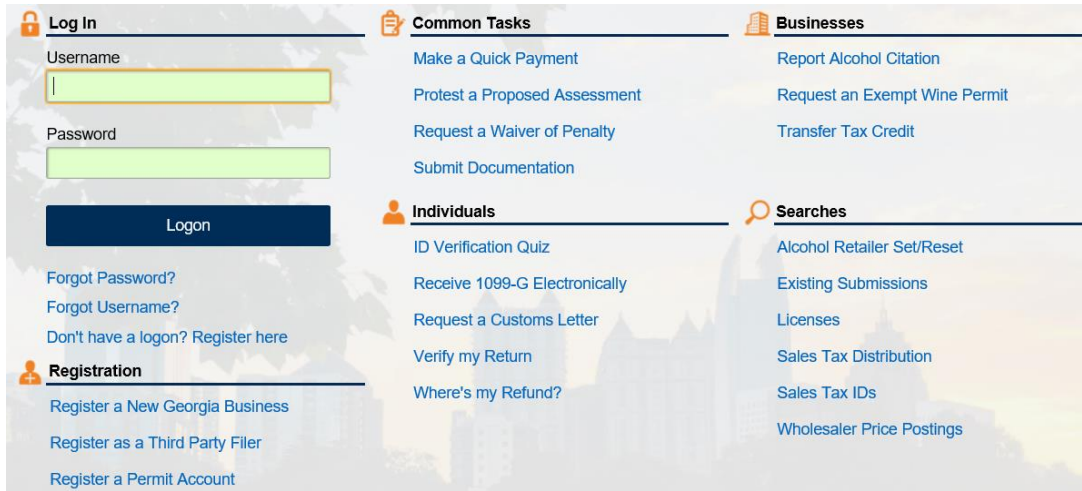 Log In
Username
Password
Logon
Forgot Password?
Forgot Username?
Don't have a logon? Register here
Registration
Register a New Georgia Business
Register as a Third Party Filer
Register a Permit Account
Common Tasks
Make a Quick Payment
Protest a Proposed Assessment
Request a Waiver of Penalty
Submit Documentation
Individuals
ID Verification Quiz
Receive 1099-G Electronically
Request a Customs Letter
Verify my Return
Where's my Refund?
Businesses
Report Alcohol Citation
Request an Exempt Wine Permit
Transfer Tax Credit
Searches
Alcohol Retailer Set/Reset
Existing Submissions
Licenses
Sales Tax Distribution
Sales Tax IDs
Wholesaler Price Postings